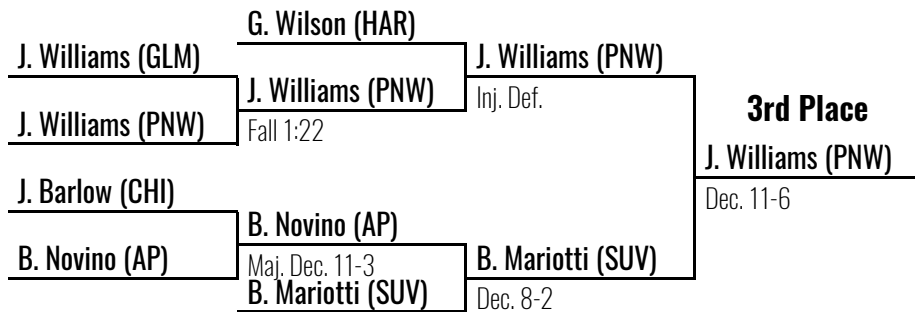 G. Wilson (HAR)
J. Williams (GLM)
J. Williams (PNW)
J. Williams (PNW)
Inj. Def.
J. Williams (PNW)
Fall 1:22
3rd Place
J. Williams (PNW)
Dec. 11-6
J. Barlow (CHI)
B. Novino (AP)
B. Novino (AP)
Maj. Dec. 11-3
B. Mariotti (SUV)
B. Mariotti (SUV)
Dec. 8-2